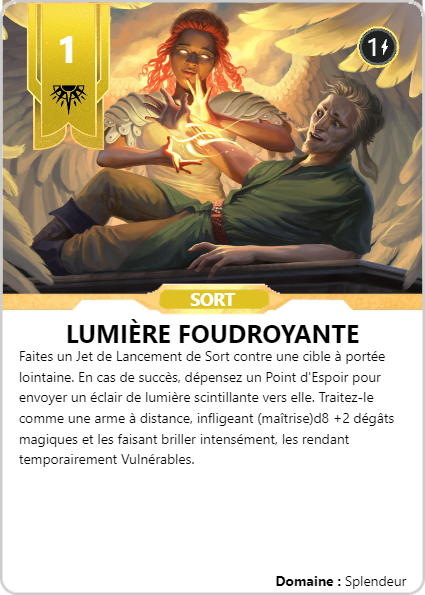 1
1
SORT
LUMIÈRE FOUDROYANTE
Faites un Jet de Lancement de Sort contre une cible à portée
lointaine. En cas de succès, dépensez un Point d'Espoir pour
envoyer un éclair de lumière scintillante vers elle. Traitez-le
comme une arme à distance, infligeant (maîtrise)d8 +2 dégâts
magiques et les faisant briller intensément, les rendant
temporairement Vulnérables.
Domaine : Splendeur